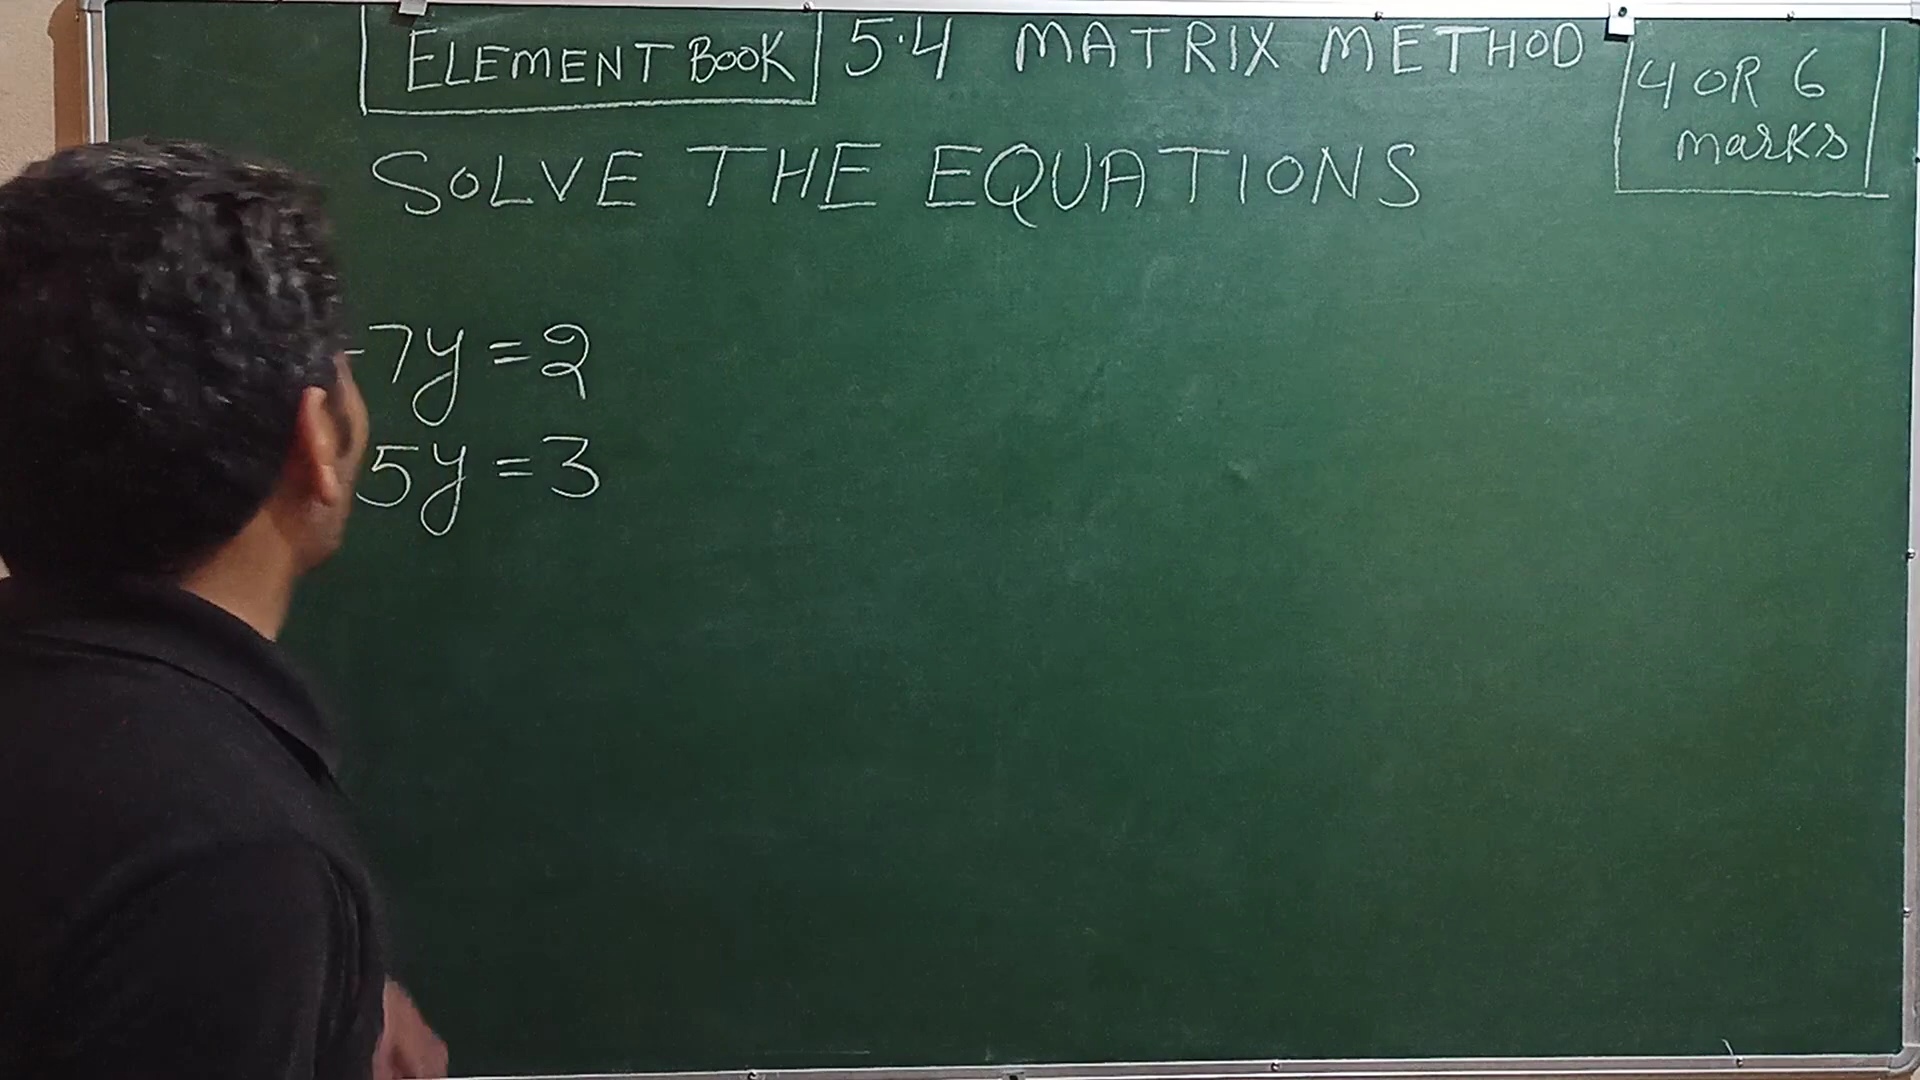 ELEMENT BOOK 5.4 MATRIX METHOD
4 OR 6
marks
SOLVE THE EQUATIONS
-7y = 2
5y = 3